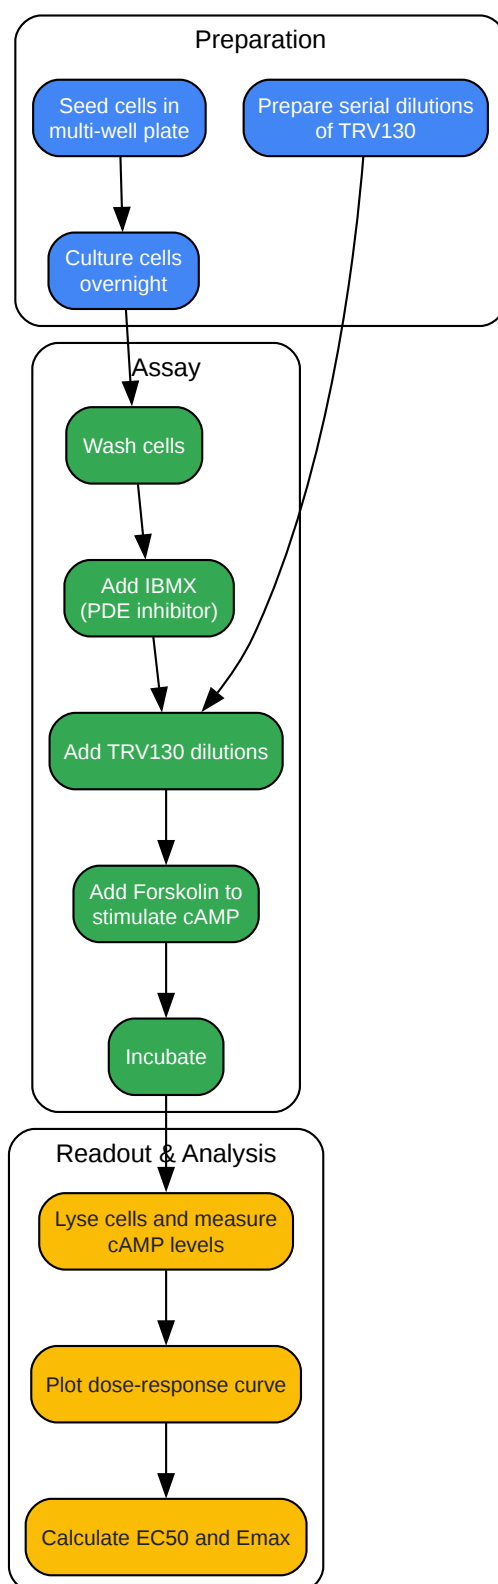 Preparation
Seed cells in
multi-well plate
Prepare serial dilutions
of TRV130
Culture cells
overnight
Assay
Wash cells
Add IBMX
(PDE inhibitor)
Add TRV130 dilutions
Add Forskolin to
stimulate cAMP
Incubate
Readout & Analysis
Lyse cells and measure
cAMP levels
Plot dose-response curve
Calculate EC50 and Emax